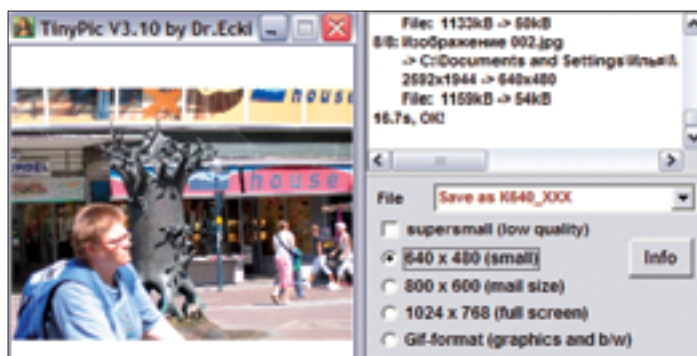 TinyPic V3.10 by Dr.Ecki
house
house
File: 1133kB -> 60kB
8/8: Изображение 002.jpg
-> C:\Documents and Settings\Илья\
2592x1944 -> 640x480
File: 1159kB -> 54kB
16.7s, OK!
File
Save as K640_XXX
supersmall (low quality)
640 x 480 (small)
Info
800 x 600 (mail size)
1024 x 768 (full screen)
Gif-format (graphics and b/w)